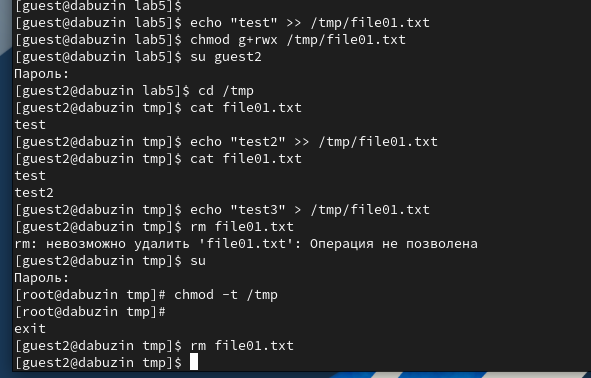 [guest@dabuzin lab5]$
[guest@dabuzin lab5]$ echo "test" >> /tmp/file01.txt
[guest@dabuzin lab5]$ chmod g+rwx /tmp/file01.txt
[guest@dabuzin lab5]$ su guest2
Пароль:
[guest2@dabuzin lab5]$ cd /tmp
[guest2@dabuzin tmp]$ cat file01.txt
test
[guest2@dabuzin tmp]$ echo "test2" >> /tmp/file01.txt
[guest2@dabuzin tmp]$ cat file01.txt
test
test2
[guest2@dabuzin tmp]$ echo "test3" > /tmp/file01.txt
[guest2@dabuzin tmp]$ rm file01.txt
rm: невозможно удалить 'file01.txt': Операция не позволена
[guest2@dabuzin tmp]$ su
Пароль:
[root@dabuzin tmp]# chmod -t /tmp
[root@dabuzin tmp]#
exit
[guest2@dabuzin tmp]$ rm file01.txt
[guest2@dabuzin tmp]$